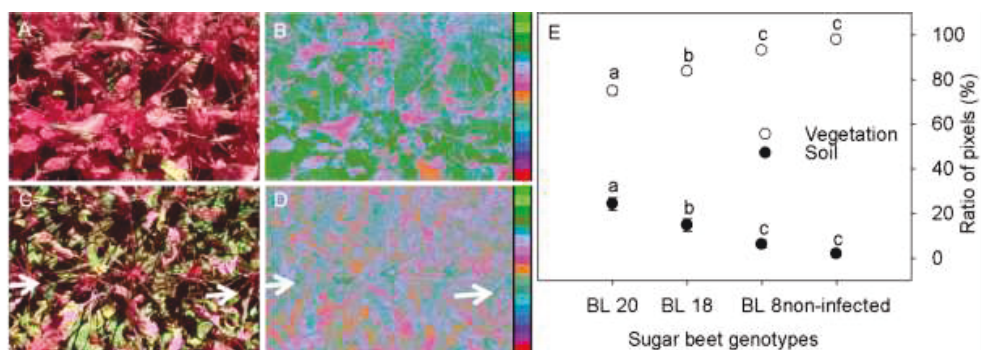 A
B
C
D
E
a
b
c
c
Vegetation
Soil
a
b
c
c
100
80
60
40
20
0
Ratio of pixels (%)
BL 20 BL 18 BL 8 non-infected
Sugar beet genotypes